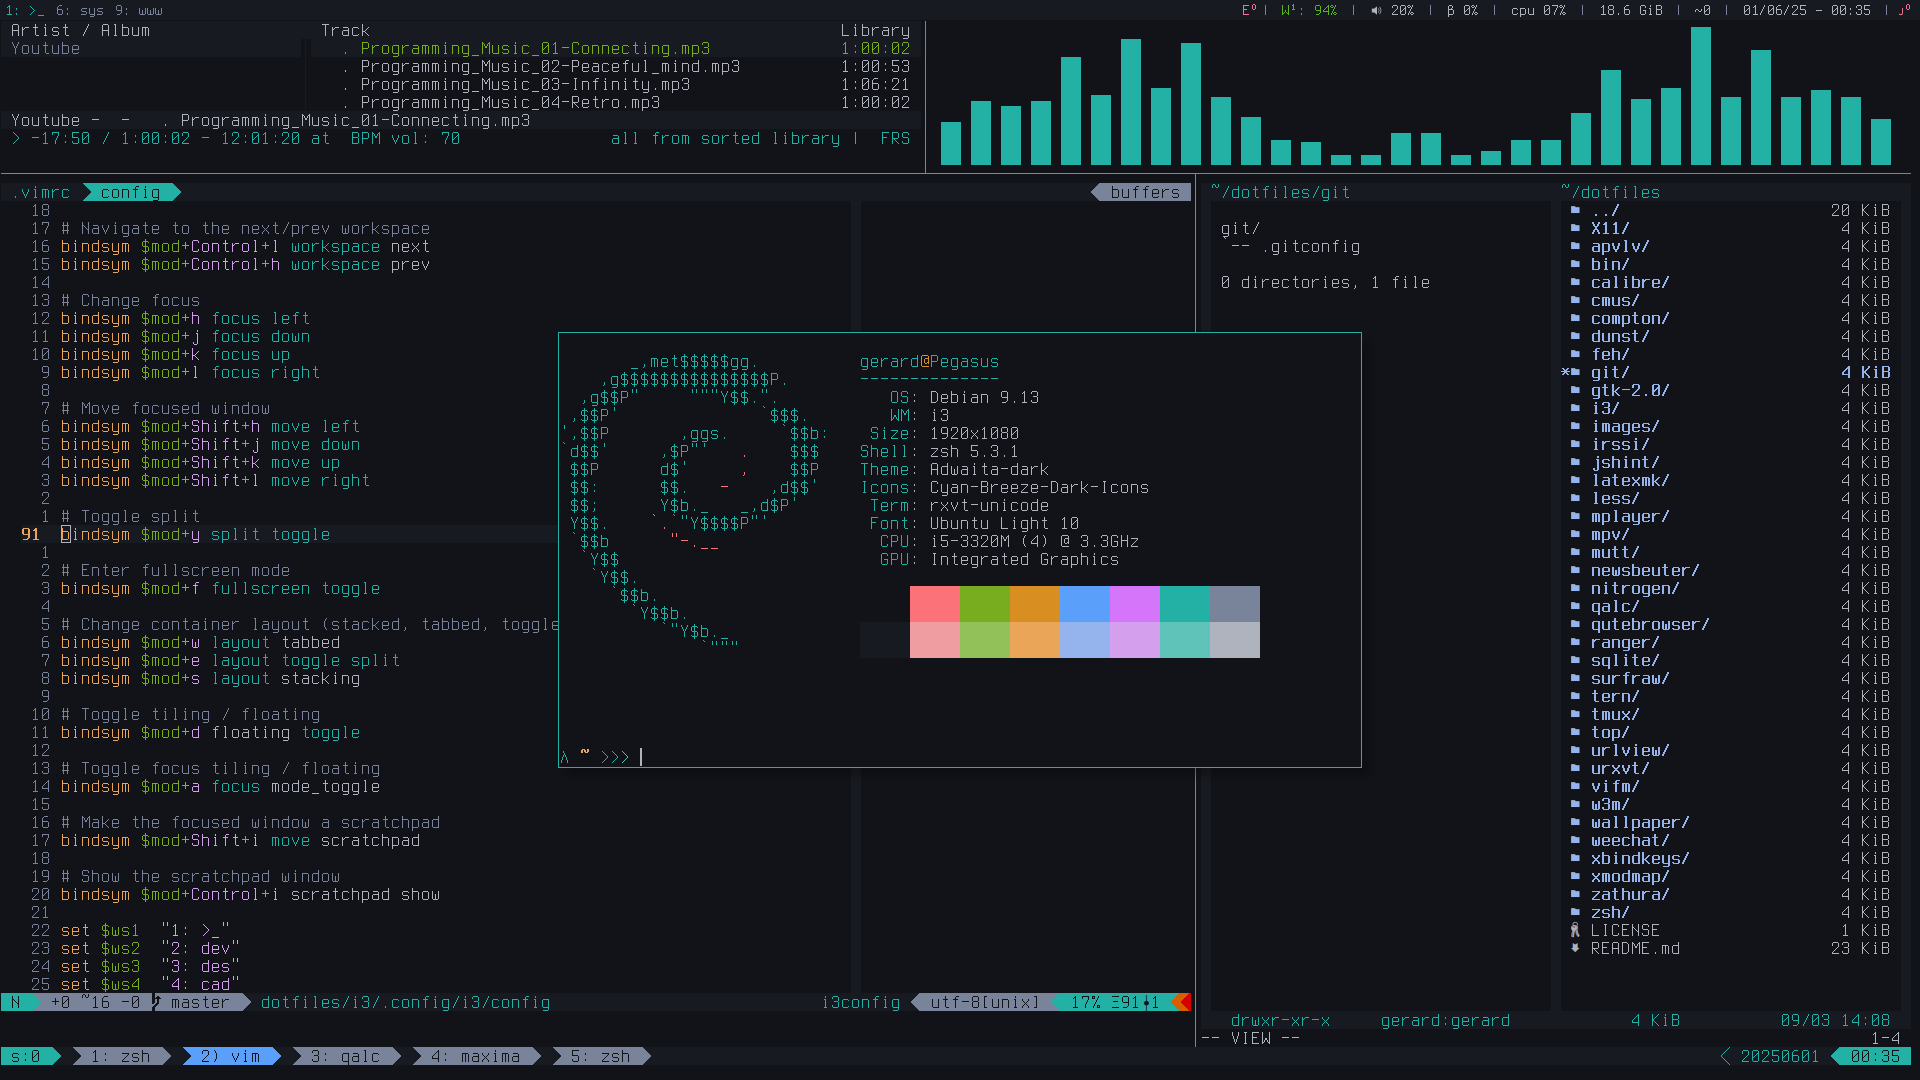 1: >_ 6: sys 9: www
E⁰ | W¹: 94% | 20% | β 0% | cpu 07% | 18.6 GiB | ~0 | 01/06/25 - 00:35 |
Artist / Album Track Library
Youtube . Programming_Music_01-Connecting.mp3 1:00:02
. Programming_Music_02-Peaceful_mind.mp3 1:00:53
. Programming_Music_03-Infinity.mp3 1:06:21
. Programming_Music_04-Retro.mp3 1:00:02
Youtube - - . Programming_Music_01-Connecting.mp3
> -17:50 / 1:00:02 - 12:01:20 at BPM vol: 70 all from sorted library | FRS
.vimrc config buffers
18
17 # Navigate to the next/prev workspace
16 bindsym $mod+Control+l workspace next
15 bindsym $mod+Control+h workspace prev
14
13 # Change focus
12 bindsym $mod+h focus left
11 bindsym $mod+j focus down
10 bindsym $mod+k focus up
9 bindsym $mod+l focus right
8
7 # Move focused window
6 bindsym $mod+Shift+h move left
5 bindsym $mod+Shift+j move down
4 bindsym $mod+Shift+k move up
3 bindsym $mod+Shift+l move right
2
1 # Toggle split
91 bindsym $mod+y split toggle
1
2 # Enter fullscreen mode
3 bindsym $mod+f fullscreen toggle
4
5 # Change container layout (stacked, tabbed, toggle
6 bindsym $mod+w layout tabbed
7 bindsym $mod+e layout toggle split
8 bindsym $mod+s layout stacking
9
10 # Toggle tiling / floating
11 bindsym $mod+d floating toggle
12
13 # Toggle focus tiling / floating
14 bindsym $mod+a focus mode_toggle
15
16 # Make the focused window a scratchpad
17 bindsym $mod+Shift+i move scratchpad
18
19 # Show the scratchpad window
20 bindsym $mod+Control+i scratchpad show
21
22 set $ws1 "1: >_"
23 set $ws2 "2: dev"
24 set $ws3 "3: des"
25 set $ws4 "4: cad"
N +0 ~16 -0 master dotfiles/i3/.config/i3/config i3config utf-8[unix] 17% Ξ91 1
gerard@Pegasus
--------------
OS: Debian 9.13
WM: i3
Size: 1920x1080
Shell: zsh 5.3.1
Theme: Adwaita-dark
Icons: Cyan-Breeze-Dark-Icons
Term: rxvt-unicode
Font: Ubuntu Light 10
CPU: i5-3320M (4) @ 3.3GHz
GPU: Integrated Graphics
λ ~ >>>
~/dotfiles/git
git/
`-- .gitconfig
0 directories, 1 file
~/dotfiles
../ 20 KiB
X11/ 4 KiB
apvlv/ 4 KiB
bin/ 4 KiB
calibre/ 4 KiB
cmus/ 4 KiB
compton/ 4 KiB
dunst/ 4 KiB
feh/ 4 KiB
* git/ 4 KiB
gtk-2.0/ 4 KiB
i3/ 4 KiB
images/ 4 KiB
irssi/ 4 KiB
jshint/ 4 KiB
latexmk/ 4 KiB
less/ 4 KiB
mplayer/ 4 KiB
mpv/ 4 KiB
mutt/ 4 KiB
newsbeuter/ 4 KiB
nitrogen/ 4 KiB
qalc/ 4 KiB
qutebrowser/ 4 KiB
ranger/ 4 KiB
sqlite/ 4 KiB
surfraw/ 4 KiB
tern/ 4 KiB
tmux/ 4 KiB
top/ 4 KiB
urlview/ 4 KiB
urxvt/ 4 KiB
vifm/ 4 KiB
w3m/ 4 KiB
wallpaper/ 4 KiB
weechat/ 4 KiB
xbindkeys/ 4 KiB
xmodmap/ 4 KiB
zathura/ 4 KiB
zsh/ 4 KiB
LICENSE 1 KiB
README.md 23 KiB
drwxr-xr-x gerard:gerard 4 KiB 09/03 14:08
-- VIEW -- 1-4
s:0 1: zsh 2) vim 3: qalc 4: maxima 5: zsh 20250601 00:35